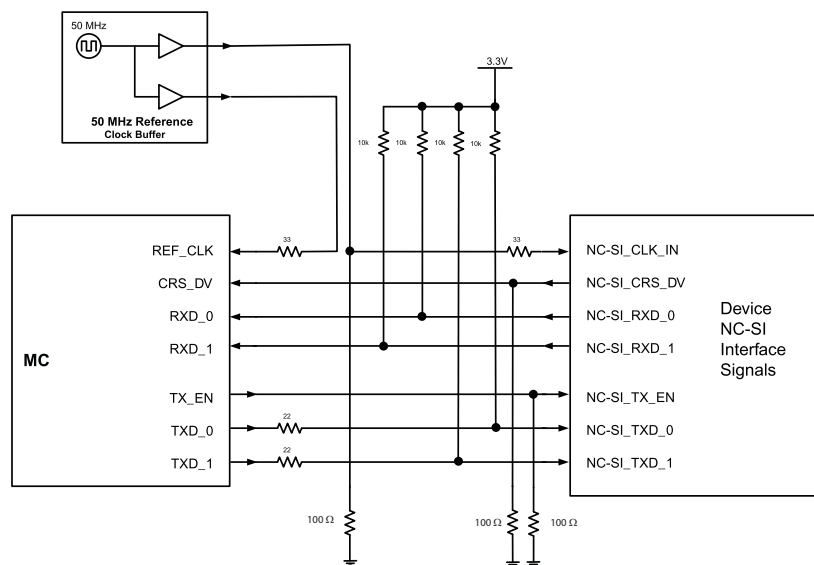 50 MHz
50 MHz Reference
Clock Buffer
3.3V
10k
10k
10k
10k
MC
REF_CLK
CRS_DV
RXD_0
RXD_1
TX_EN
TXD_0
TXD_1
33
33
22
22
NC-SI_CLK_IN
NC-SI_CRS_DV
NC-SI_RXD_0
NC-SI_RXD_1
NC-SI_TX_EN
NC-SI_TXD_0
NC-SI_TXD_1
Device
NC-SI
Interface
Signals
100 Ω
100 Ω
100 Ω